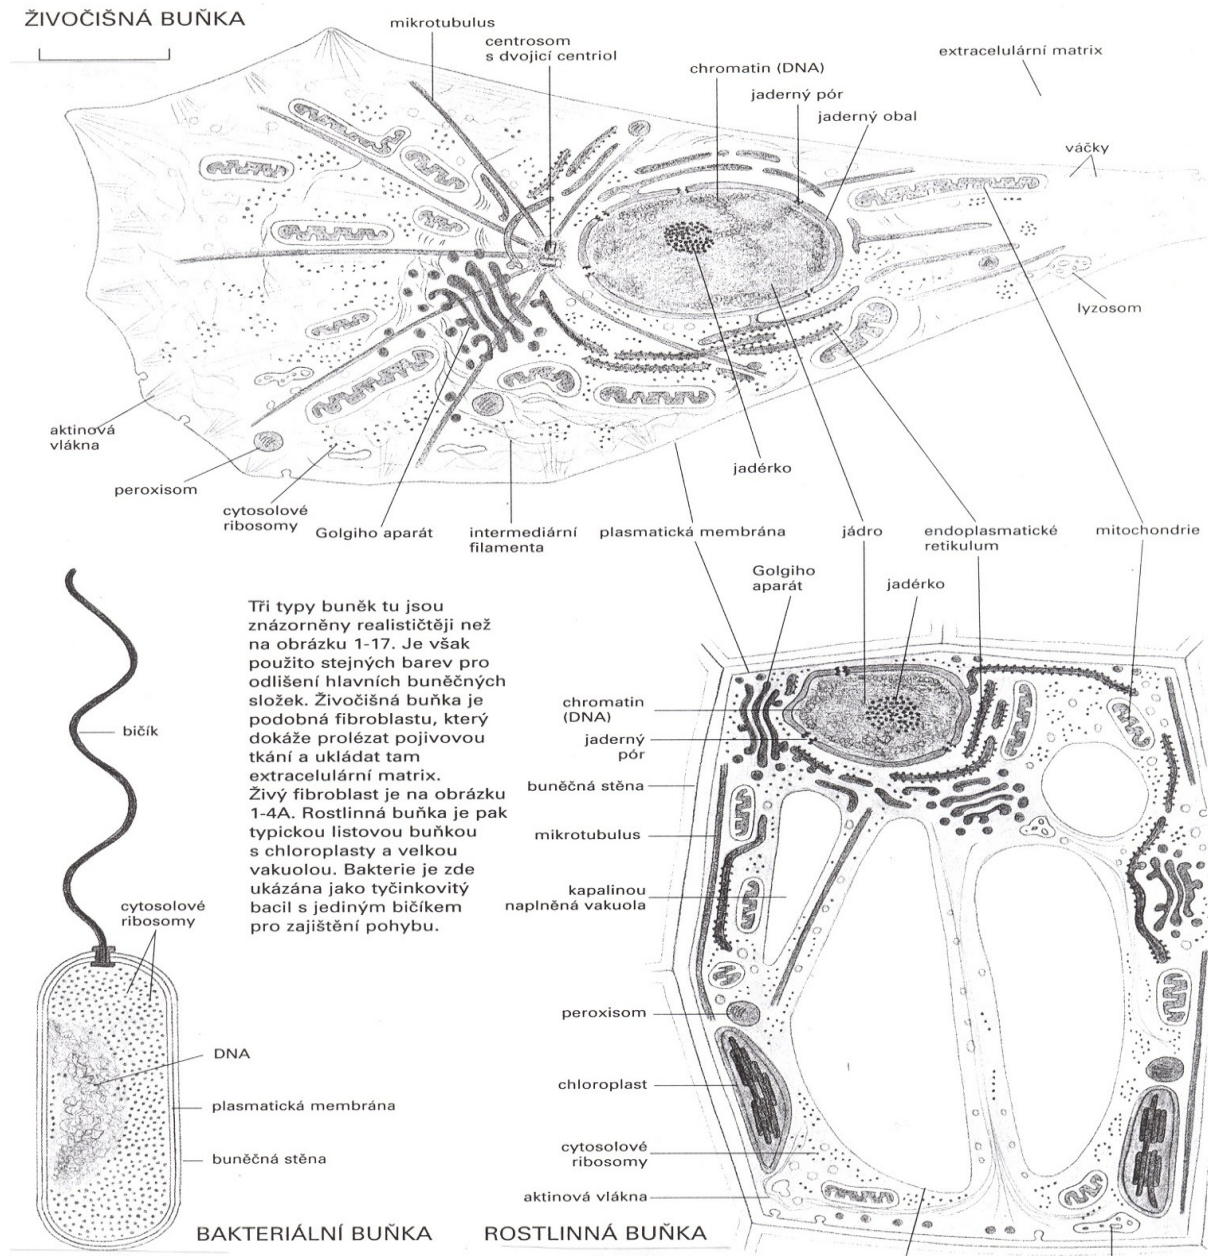 ŽIVOČIŠNÁ BUŇKA
mikrotubulus
centrosom
s dvojicí centriol
chromatin (DNA)
jaderný pór
jaderný obal
extracelulární matrix
váčky
lyzosom
aktinová
vlákna
peroxisom
cytosolové
ribosomy
Golgiho aparát
intermediární
filamenta
plasmatická membrána
jadérko
jádro
endoplasmatické
retikulum
mitochondrie
Golgiho
aparát
jadérko
bičík
Tři typy buněk tu jsou
znázorněny realističtěji než
na obrázku 1-17. Je však
použito stejných barev pro
odlišení hlavních buněčných
složek. Živočišná buňka je
podobná fibroblastu, který
dokáže prolézat pojivovou
tkání a ukládat tam
extracelulární matrix.
Živý fibroblast je na obrázku
1-4A. Rostlinná buňka je pak
typickou listovou buňkou
s chloroplasty a velkou
vakuolou. Bakterie je zde
ukázána jako tyčinkovitý
bacil s jediným bičíkem
pro zajištění pohybu.
cytosolové
ribosomy
DNA
plasmatická membrána
buněčná stěna
BAKTERIÁLNÍ BUŇKA
chromatin
(DNA)
jaderný
pór
buněčná stěna
mikrotubulus
kapalinou
naplněná vakuola
peroxisom
chloroplast
cytosolové
ribosomy
aktinová vlákna
ROSTLINNÁ BUŇKA